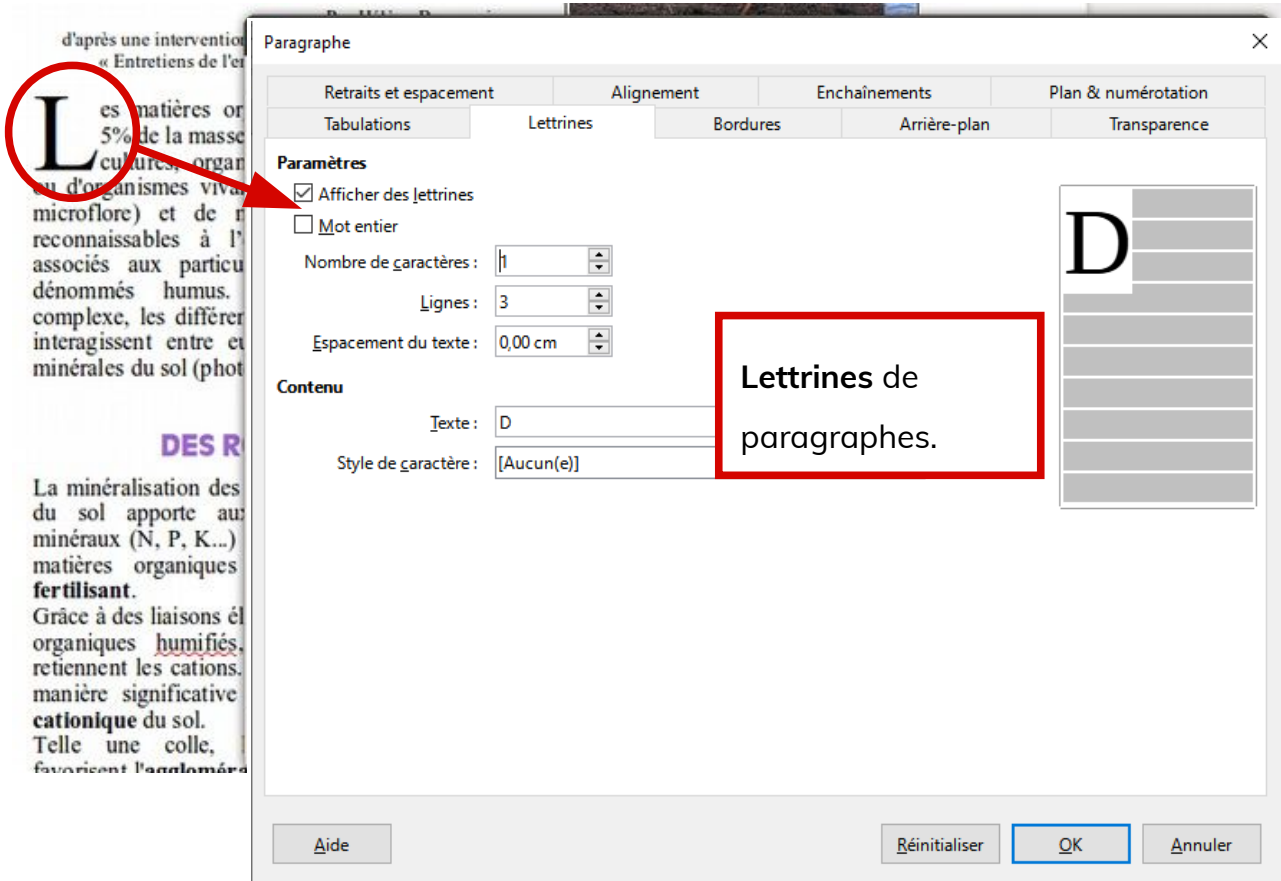 d'après une intervention
« Entretiens de l'e
L
es matières or
5% de la masse
cultures, organ
ou d'organismes viva
microflore) et de
reconnaissables à l'
associés aux particu
dénommés humus.
complexe, les différen
interagissent entre eu
minérales du sol (phot
DES R
La minéralisation des
du sol apporte aux
minéraux (N, P, K...)
matières organiques
fertilisant.
Grâce à des liaisons él
organiques humifiés,
retiennent les cations.
manière significative
cationique du sol.
Telle une colle,
favorisent l'aggloméra
Paragraphe
Retraits et espacement Alignement Enchaînements Plan & numérotation
Tabulations Lettrines Bordures Arrière-plan Transparence
Paramètres
Afficher des lettrines
Mot entier
Nombre de caractères : 1
Lignes : 3
Espacement du texte : 0,00 cm
Contenu
Texte : D
Style de caractère : [Aucun(e)]
D
Lettrines de
paragraphes.
Aide Réinitialiser OK Annuler